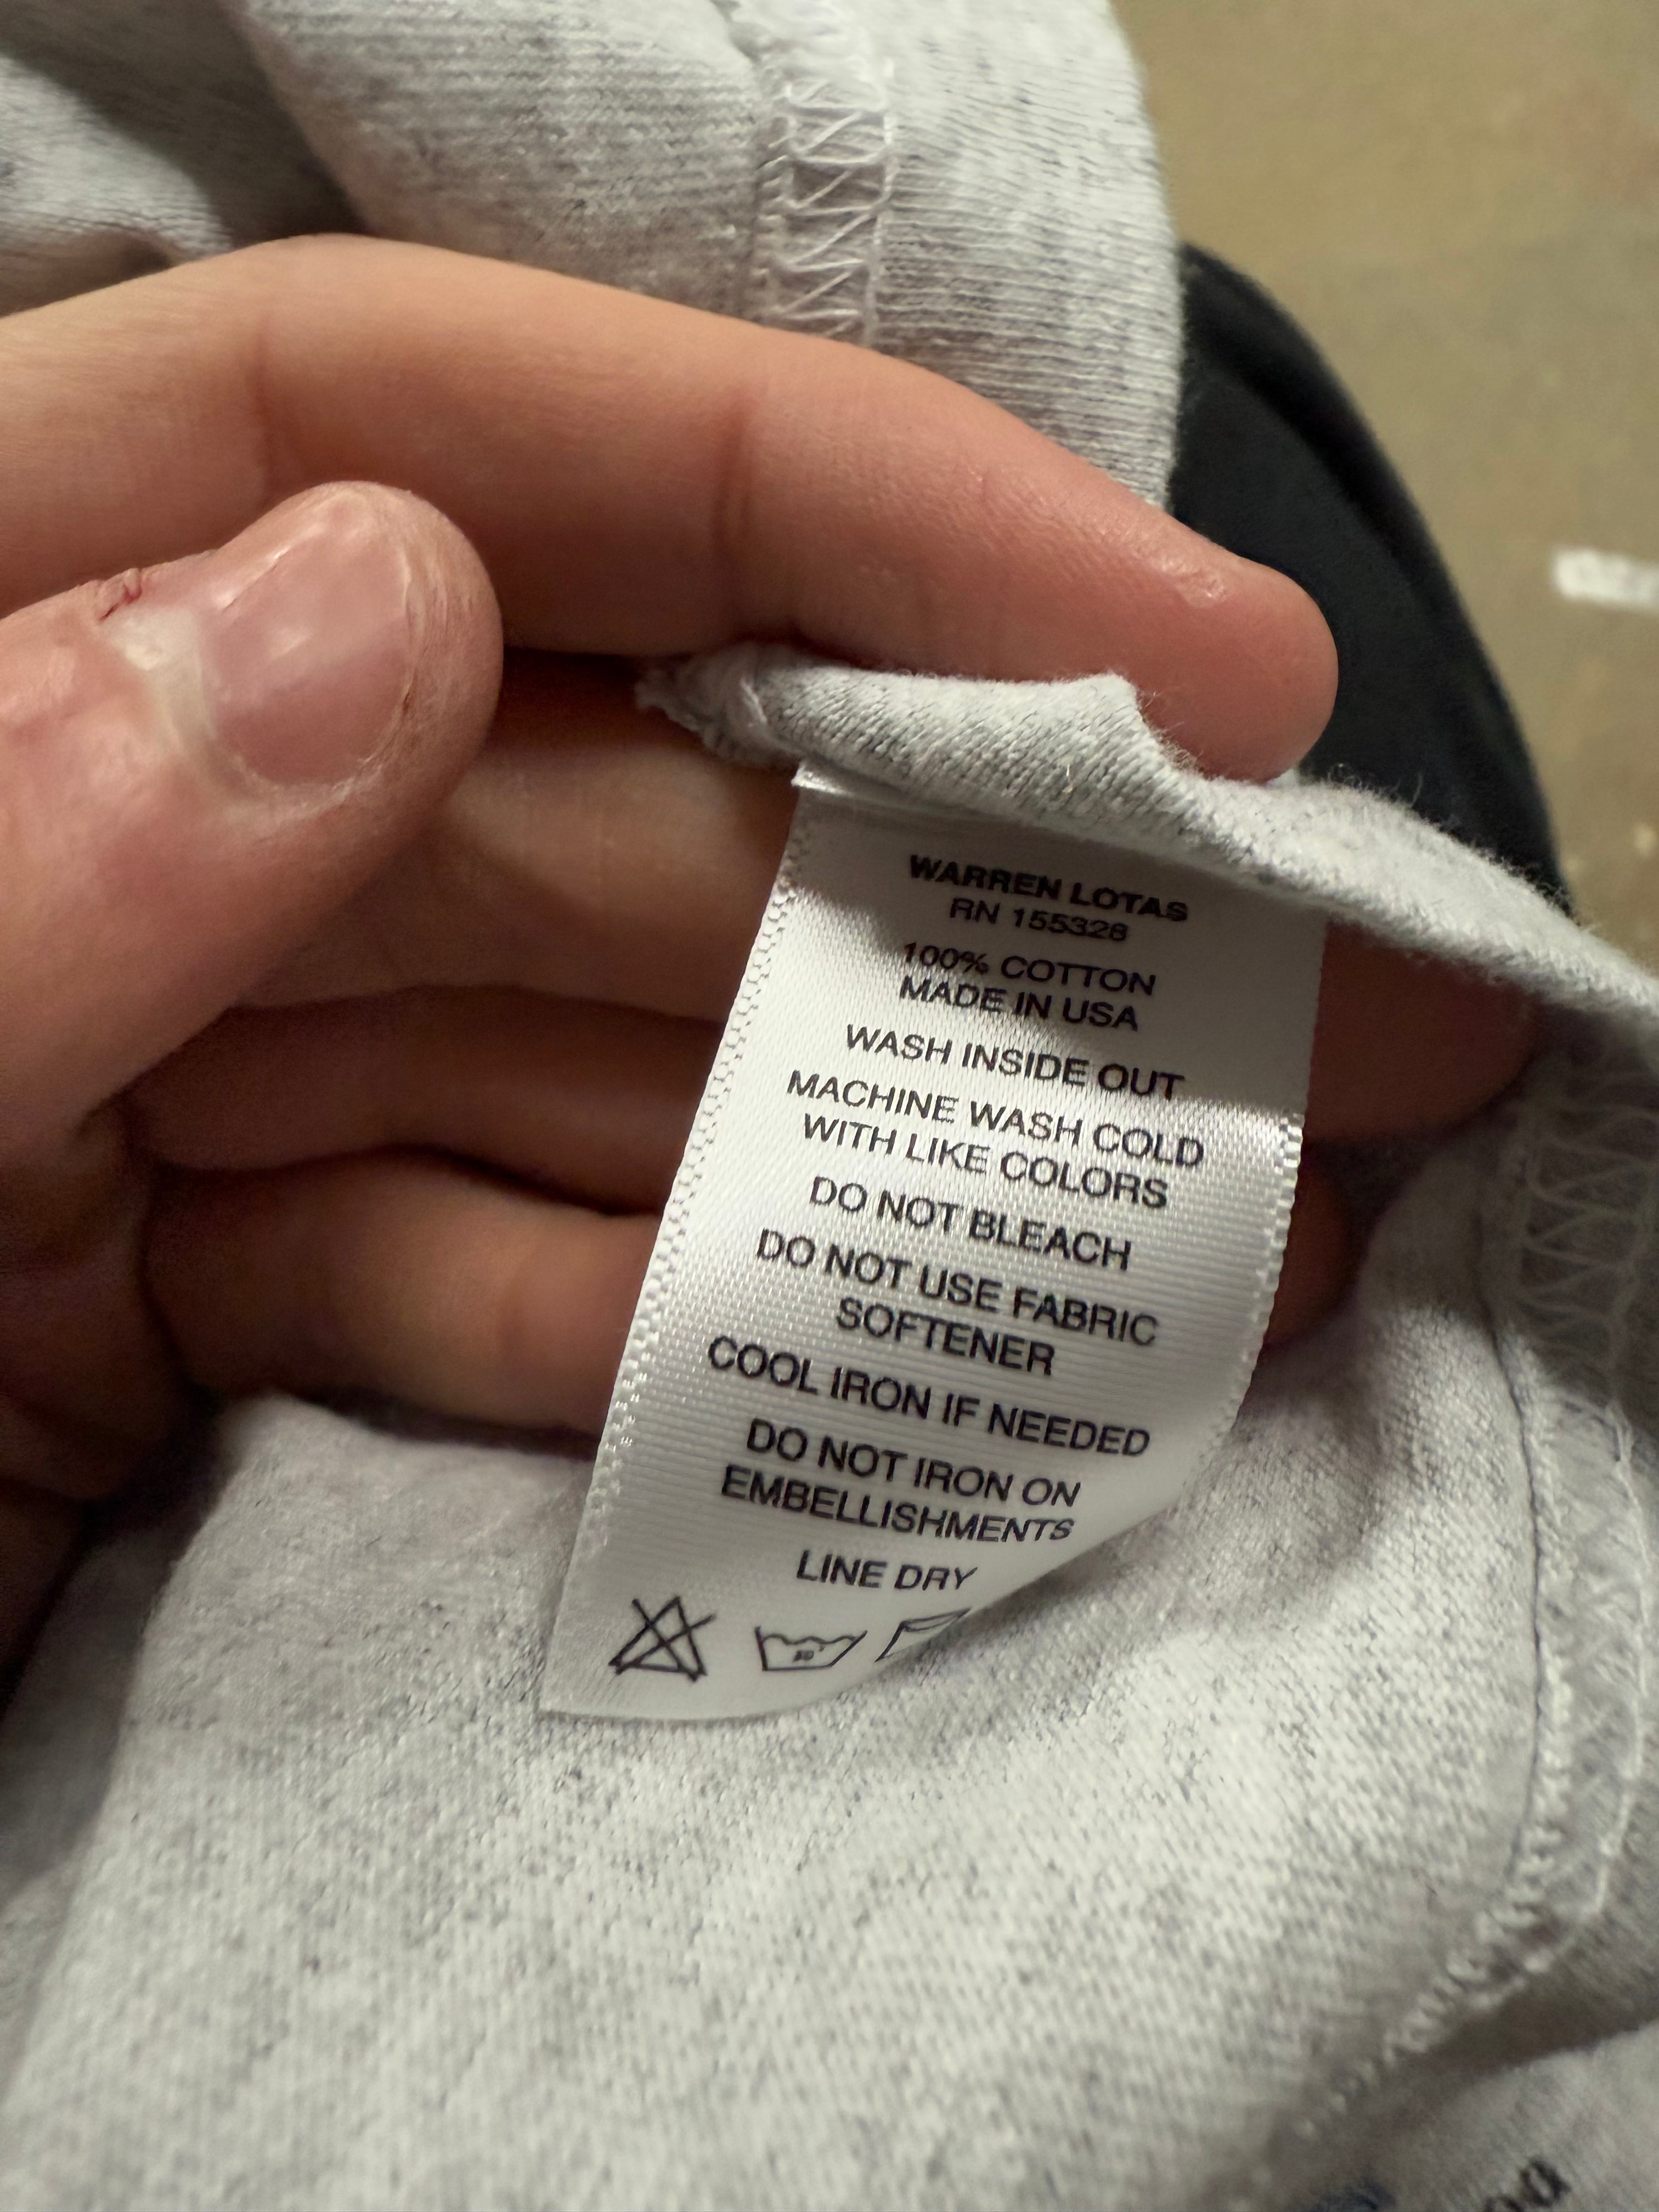 WARREN LOTAS
RN 155326
100% COTTON
MADE IN USA
WASH INSIDE OUT
MACHINE WASH COLD
WITH LIKE COLORS
DO NOT BLEACH
DO NOT USE FABRIC
SOFTENER
COOL IRON IF NEEDED
DO NOT IRON ON
EMBELLISHMENTS
LINE DRY